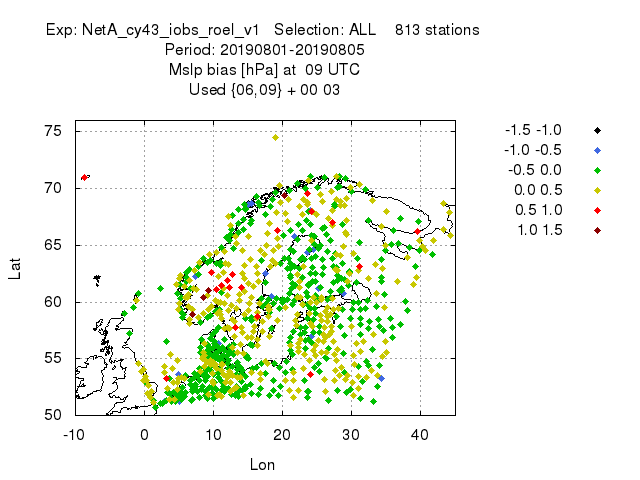 Exp: NetA_cy43_iobs_roel_v1   Selection: ALL    813 stations
Period: 20190801-20190805
Mslp bias [hPa] at  09 UTC
Used {06,09} + 00 03
75
70
65
60
55
50
Lat
-10 0 10 20 30 40
Lon
-1.5 -1.0
-1.0 -0.5
-0.5 0.0
0.0 0.5
0.5 1.0
1.0 1.5